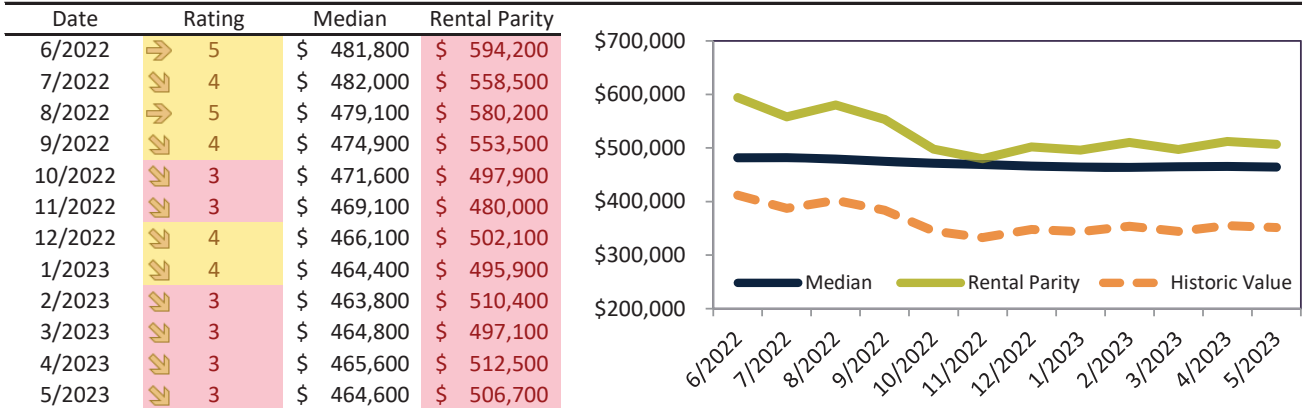 Date Rating Median Rental Parity
6/2022 5 $ 481,800 $ 594,200
7/2022 4 $ 482,000 $ 558,500
8/2022 5 $ 479,100 $ 580,200
9/2022 4 $ 474,900 $ 553,500
10/2022 3 $ 471,600 $ 497,900
11/2022 3 $ 469,100 $ 480,000
12/2022 4 $ 466,100 $ 502,100
1/2023 4 $ 464,400 $ 495,900
2/2023 3 $ 463,800 $ 510,400
3/2023 3 $ 464,800 $ 497,100
4/2023 3 $ 465,600 $ 512,500
5/2023 3 $ 464,600 $ 506,700
$700,000
$600,000
$500,000
$400,000
$300,000
$200,000
Median Rental Parity Historic Value
6/2022 7/2022 8/2022 9/2022 10/2022 11/2022 12/2022 1/2023 2/2023 3/2023 4/2023 5/2023